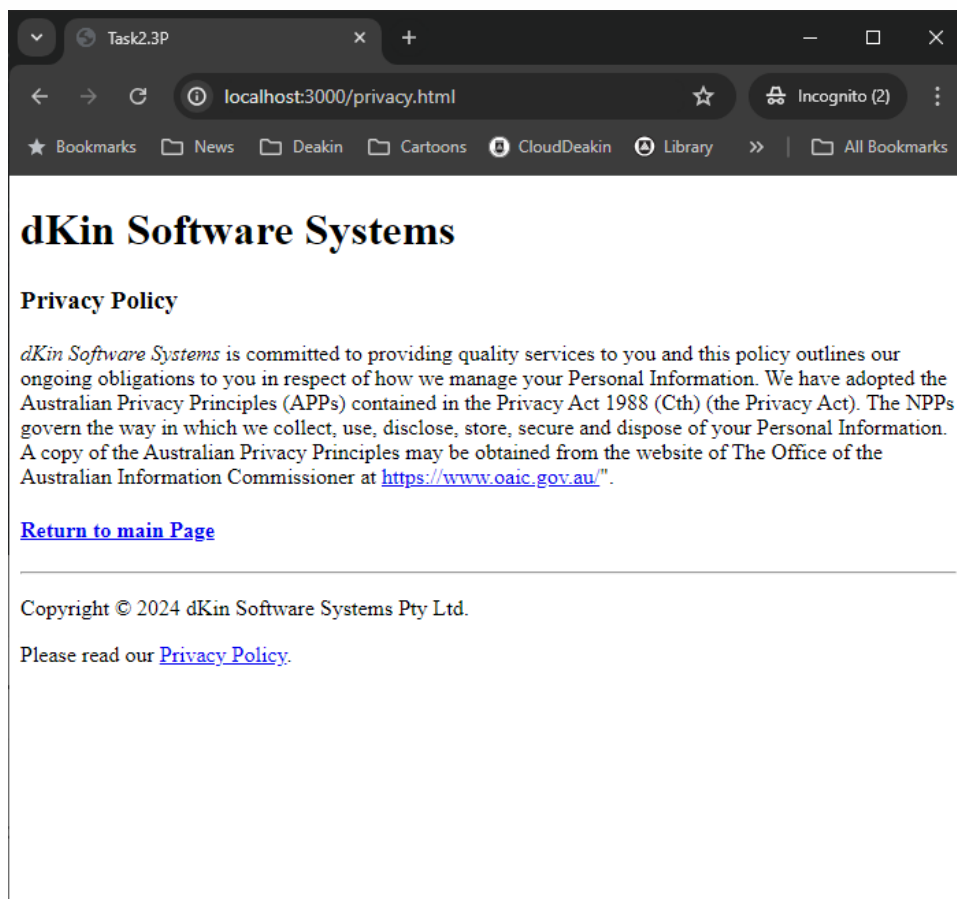 Task2.3P
localhost:3000/privacy.html
Incognito (2)
Bookmarks News Deakin Cartoons CloudDeakin Library » All Bookmarks
dKin Software Systems
Privacy Policy
dKin Software Systems is committed to providing quality services to you and this policy outlines our
ongoing obligations to you in respect of how we manage your Personal Information. We have adopted the
Australian Privacy Principles (APPs) contained in the Privacy Act 1988 (Cth) (the Privacy Act). The NPPs
govern the way in which we collect, use, disclose, store, secure and dispose of your Personal Information.
A copy of the Australian Privacy Principles may be obtained from the website of The Office of the
Australian Information Commissioner at https://www.oaic.gov.au/".
Return to main Page
Copyright © 2024 dKin Software Systems Pty Ltd.
Please read our Privacy Policy.